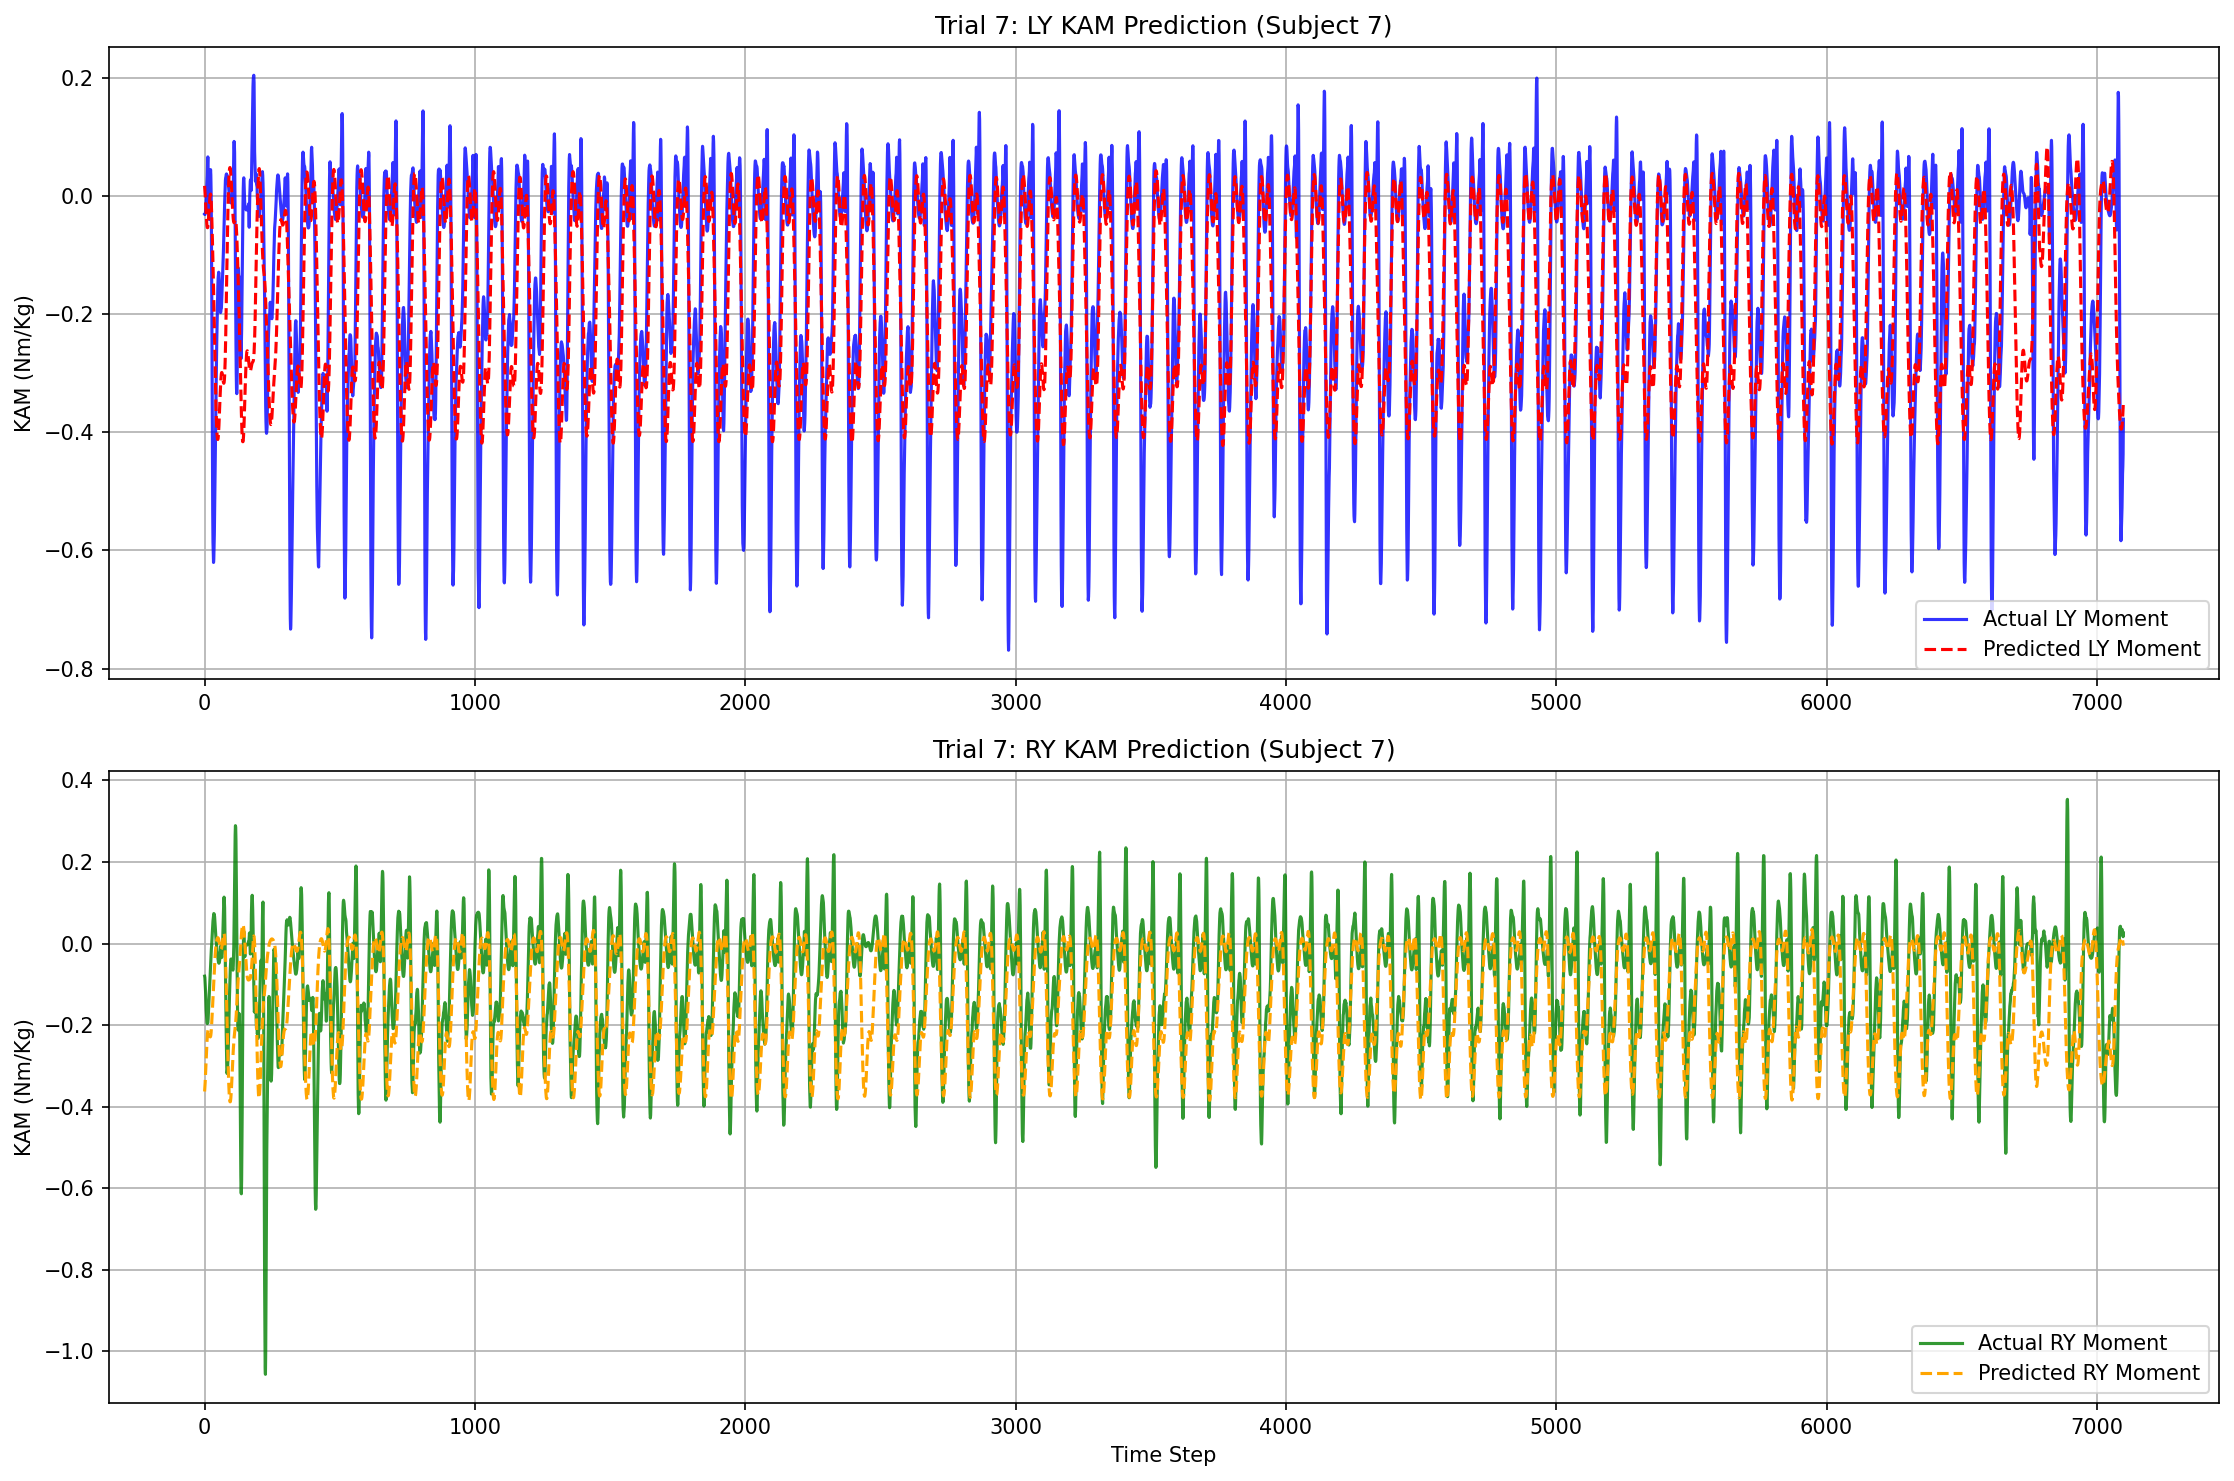 Trial 7: LY KAM Prediction (Subject 7)
KAM (Nm/Kg)
0.2
0.0
−0.2
−0.4
−0.6
−0.8
0 1000 2000 3000 4000 5000 6000 7000
Actual LY Moment
Predicted LY Moment
Trial 7: RY KAM Prediction (Subject 7)
KAM (Nm/Kg)
0.4
0.2
0.0
−0.2
−0.4
−0.6
−0.8
−1.0
Actual RY Moment
Predicted RY Moment
0 1000 2000 3000 4000 5000 6000 7000
Time Step